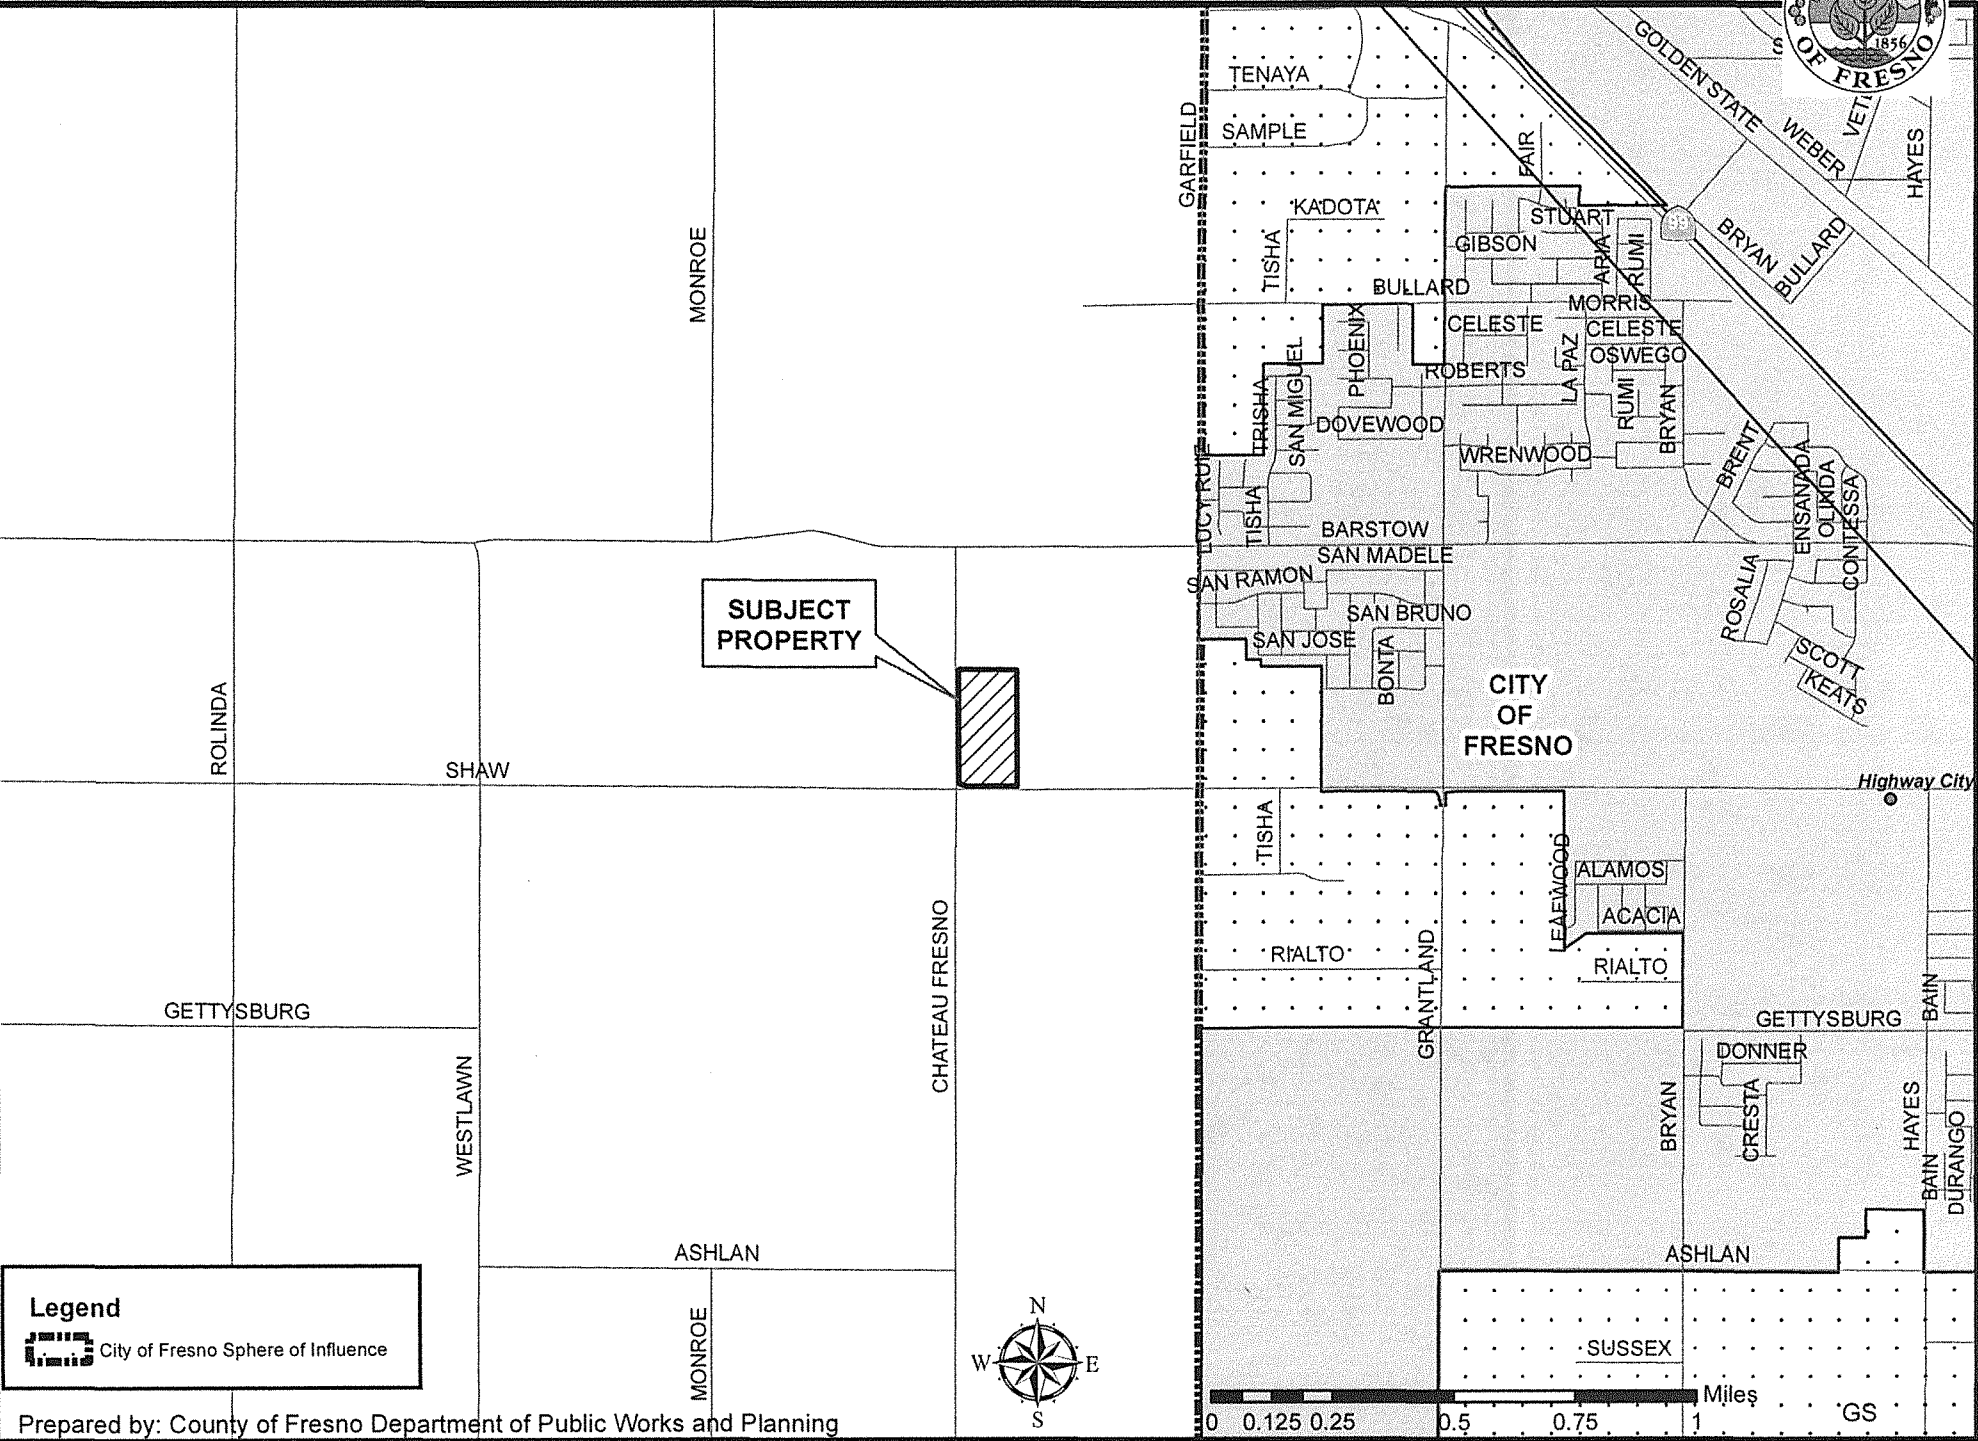 1856
OF FRESNO
GOLDEN STATE
WEBER
HAYES
TENAYA
SAMPLE
GARFIELD
FAIR
KADOTA
STUART
99
MONROE
TISHA
GIBSON
ARIA
RUMI
BRYAN
BULLARD
BULLARD
MORRIS
CELESTE
CELESTE
PHOENIX
LA PAZ
OSWEGO
SAN MIGUEL
ROBERTS
TRISHA
RUMI
BRYAN
DOVEWOOD
WRENWOOD
BRENT
ENSANADA
OLINDA
CONTESSA
LUCY RUIE
TISHA
BARSTOW
SAN MADELE
SAN RAMON
SAN BRUNO
SAN JOSE
BONTA
ROSALIA
SCOTT
KEATS
SUBJECT
PROPERTY
CITY
OF
FRESNO
ROLINDA
SHAW
Highway City
TISHA
LEAFWOOD
ALAMOS
ACACIA
CHATEAU FRESNO
RIALTO
GRANTLAND
RIALTO
BAIN
GETTYSBURG
GETTYSBURG
DONNER
WESTLAWN
BRYAN
CRESTA
HAYES
BAIN
DURANGO
ASHLAN
ASHLAN
Legend
City of Fresno Sphere of Influence
MONROE
N
W
E
S
SUSSEX
Miles
0 0.125 0.25 0.5 0.75 1
GS
Prepared by: County of Fresno Department of Public Works and Planning